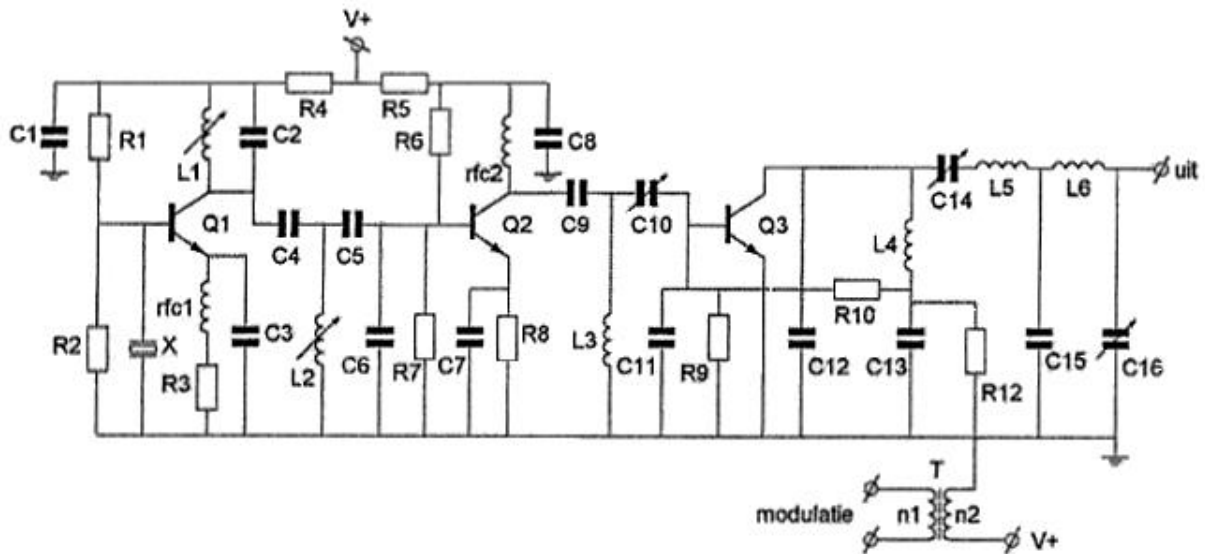 V+
R4 R5
C1 R1 L1 C2 R6 rfc2 C8
Q1 C4 C5 Q2 C9 C10 Q3 C14 L5 L6 uit
rfc1 L4
R2 X R3 C3 L2 C6 R7 C7 R8 L3 C11 R9 R10 C12 C13 R12 C15 C16
T
modulatie n1 n2
V+